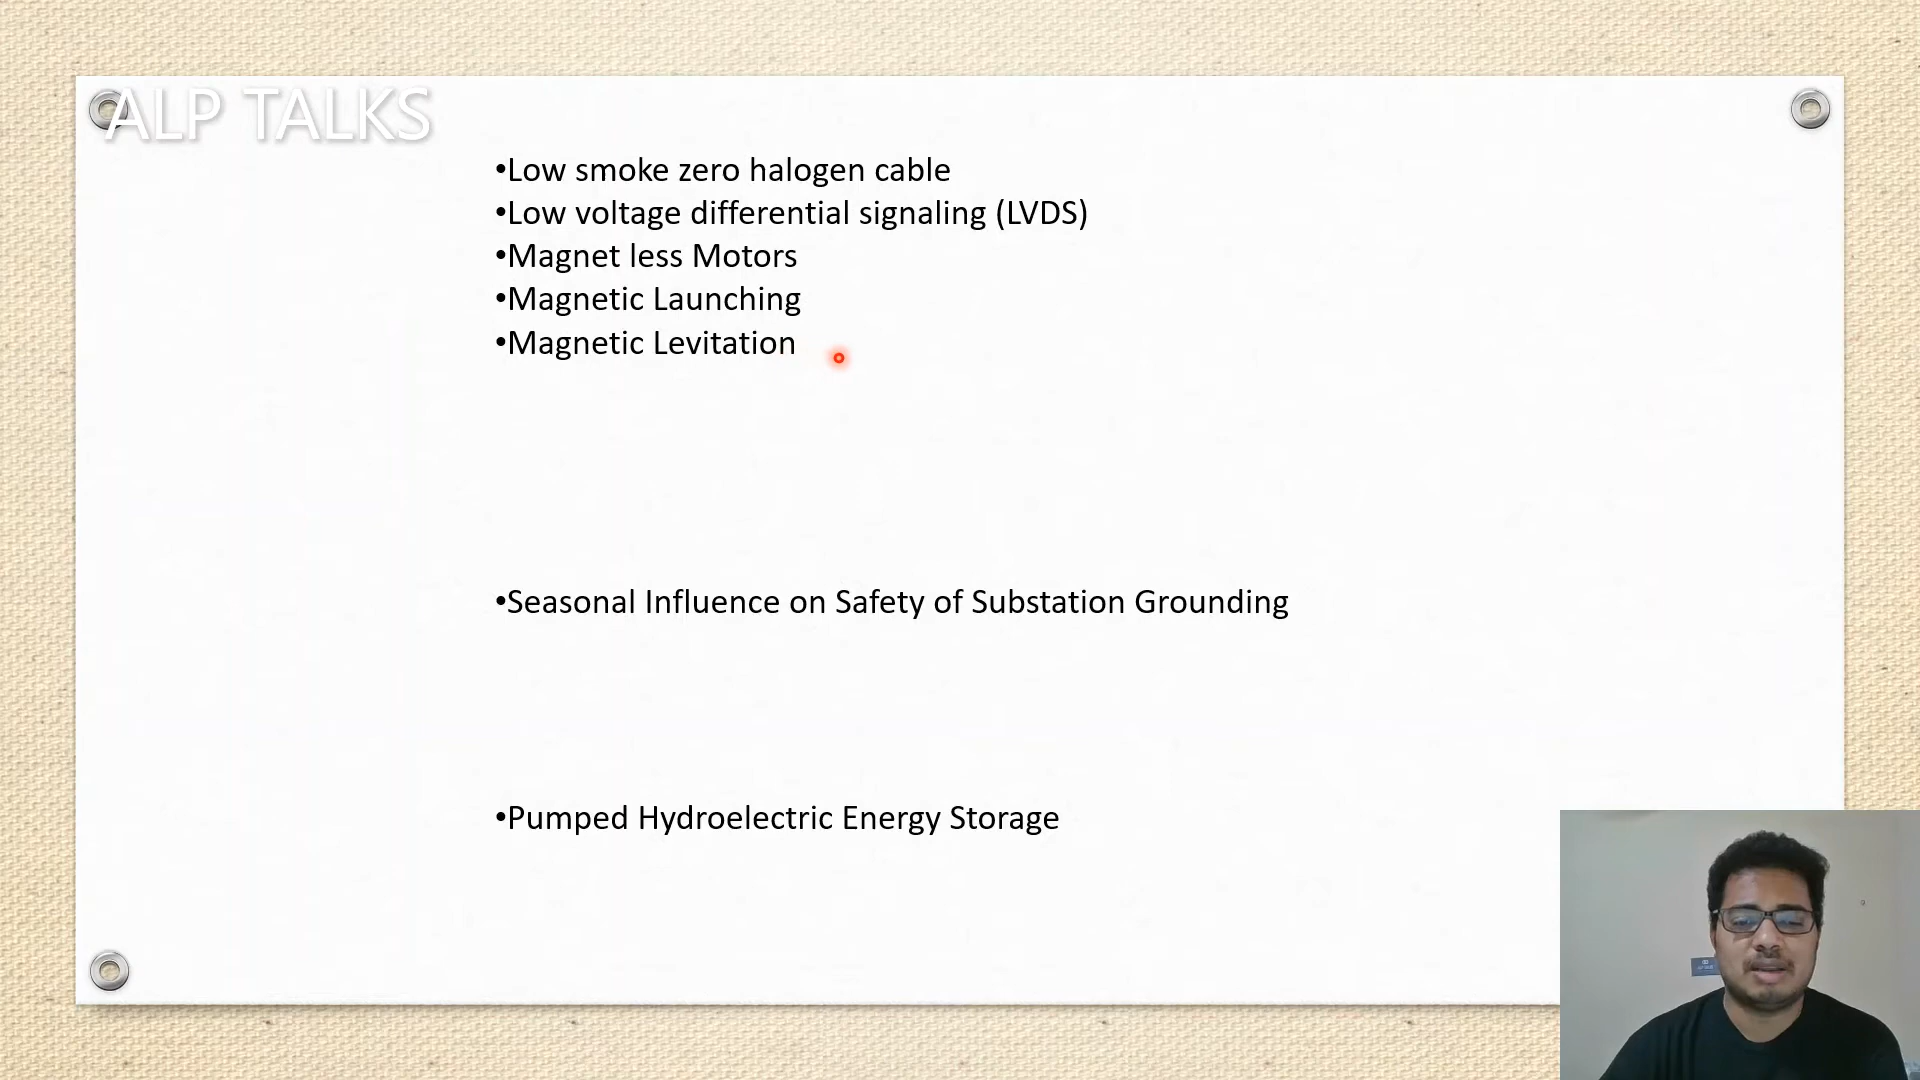 ALP TALKS
•Low smoke zero halogen cable
•Low voltage differential signaling (LVDS)
•Magnet less Motors
•Magnetic Launching
•Magnetic Levitation
•Seasonal Influence on Safety of Substation Grounding
•Pumped Hydroelectric Energy Storage